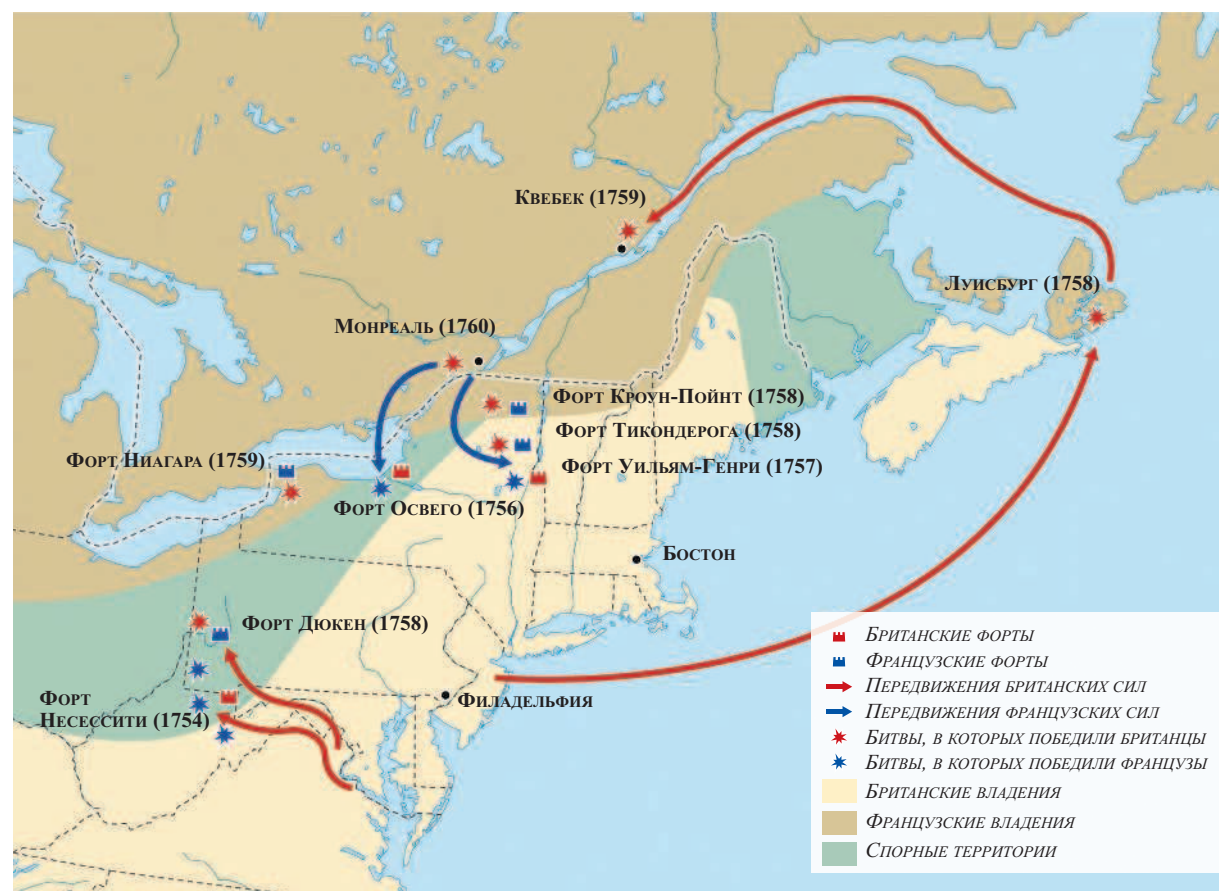 Квебек (1759)
Луисбург (1758)
Монреаль (1760)
Форт Кроун-Пойнт (1758)
Форт Тикондерога (1758)
Форт Ниагара (1759)
Форт Уильям-Генри (1757)
Форт Освего (1756)
Бостон
Форт Дюкен (1758)
Форт
Несессити (1754)
Филадельфия
Британские форты
Французские форты
Передвижения британских сил
Передвижения французских сил
Битвы, в которых победили британцы
Битвы, в которых победили французы
Британские владения
Французские владения
Спорные территории